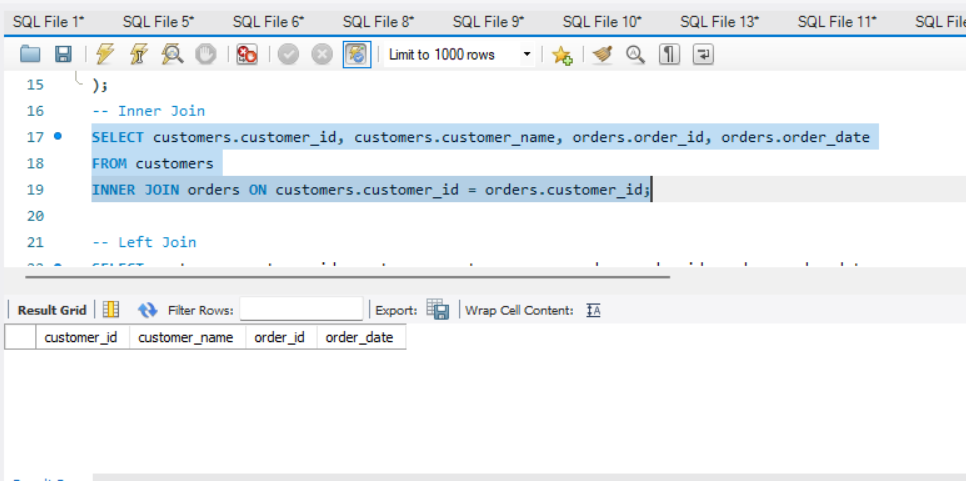 SQL File 1* SQL File 5* SQL File 6* SQL File 8* SQL File 9* SQL File 10* SQL File 13* SQL File 11* SQL File
Limit to 1000 rows
15 );
16 -- Inner Join
17 SELECT customers.customer_id, customers.customer_name, orders.order_id, orders.order_date
18 FROM customers
19 INNER JOIN orders ON customers.customer_id = orders.customer_id;
20
21 -- Left Join
Result Grid Filter Rows: Export: Wrap Cell Content: IA
customer_id customer_name order_id order_date